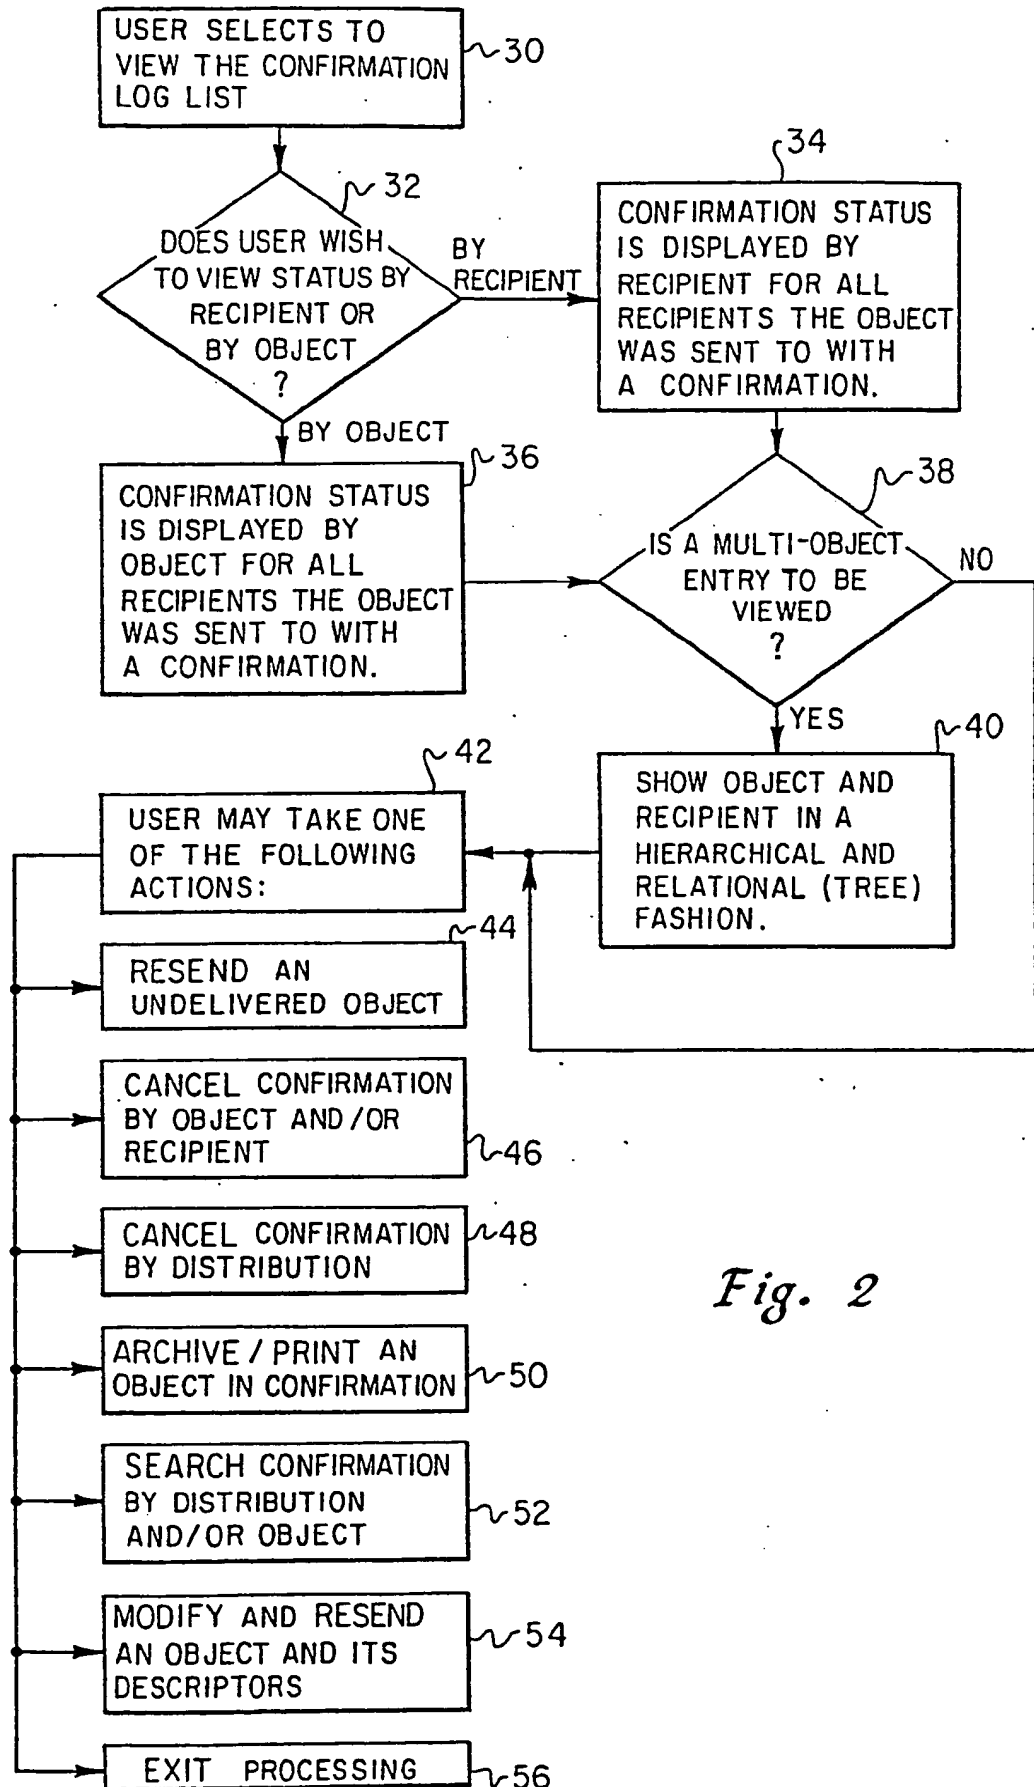 USER SELECTS TO
VIEW THE CONFIRMATION
LOG LIST
30
32
DOES USER WISH
TO VIEW STATUS BY
RECIPIENT OR
BY OBJECT
?
BY
RECIPIENT
34
CONFIRMATION STATUS
IS DISPLAYED BY
RECIPIENT FOR ALL
RECIPIENTS THE OBJECT
WAS SENT TO WITH
A CONFIRMATION.
BY OBJECT
36
CONFIRMATION STATUS
IS DISPLAYED BY
OBJECT FOR ALL
RECIPIENTS THE OBJECT
WAS SENT TO WITH
A CONFIRMATION.
38
IS A MULTI-OBJECT
ENTRY TO BE
VIEWED
?
NO
YES
40
SHOW OBJECT AND
RECIPIENT IN A
HIERARCHICAL AND
RELATIONAL (TREE)
FASHION.
42
USER MAY TAKE ONE
OF THE FOLLOWING
ACTIONS:
44
RESEND AN
UNDELIVERED OBJECT
CANCEL CONFIRMATION
BY OBJECT AND/OR
RECIPIENT
46
CANCEL CONFIRMATION
BY DISTRIBUTION
48
ARCHIVE / PRINT AN
OBJECT IN CONFIRMATION
50
SEARCH CONFIRMATION
BY DISTRIBUTION
AND/OR OBJECT
52
MODIFY AND RESEND
AN OBJECT AND ITS
DESCRIPTORS
54
EXIT PROCESSING
56
Fig. 2